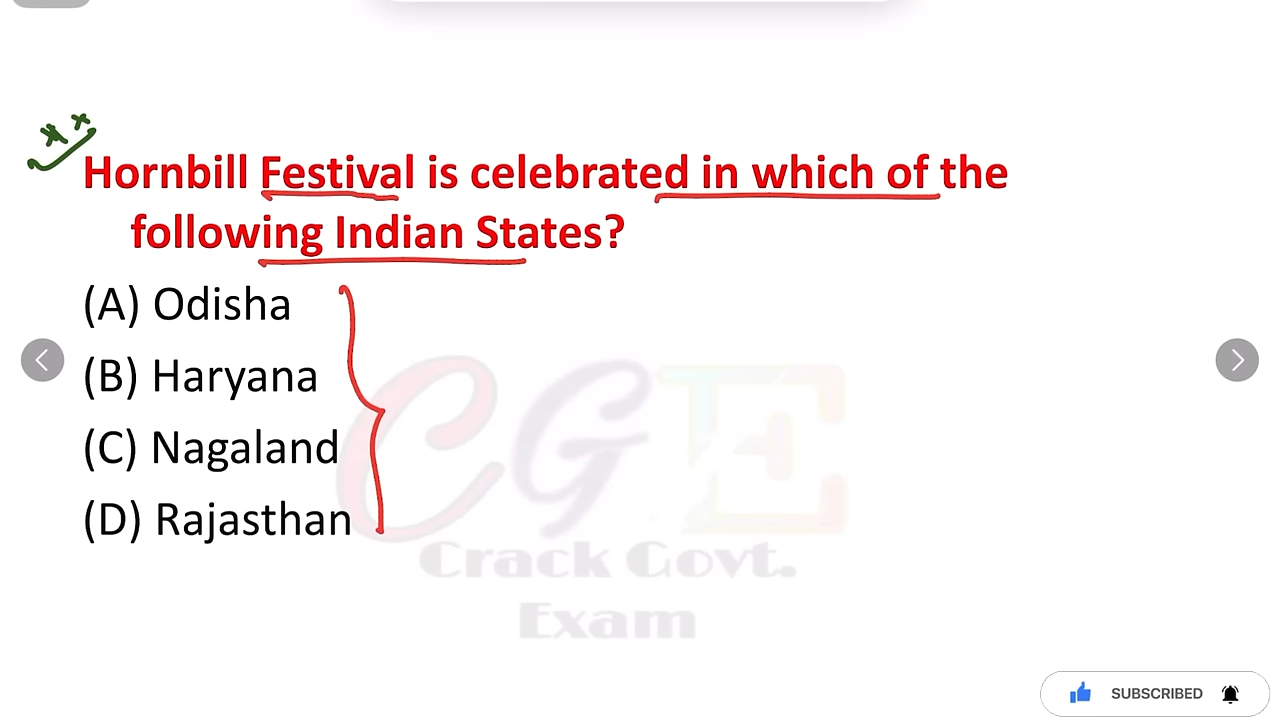 Hornbill Festival is celebrated in which of the
following Indian States?
(A) Odisha
(B) Haryana
(C) Nagaland
(D) Rajasthan
CGE
Crack Govt.
Exam
SUBSCRIBED